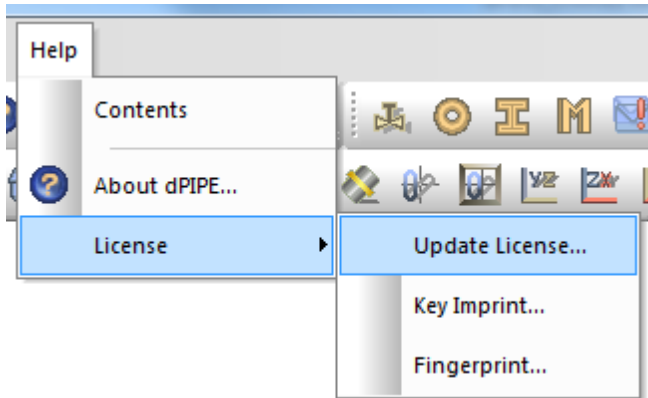 Help
Contents
About dPIPE...
License
Update License...
Key Imprint...
Fingerprint...